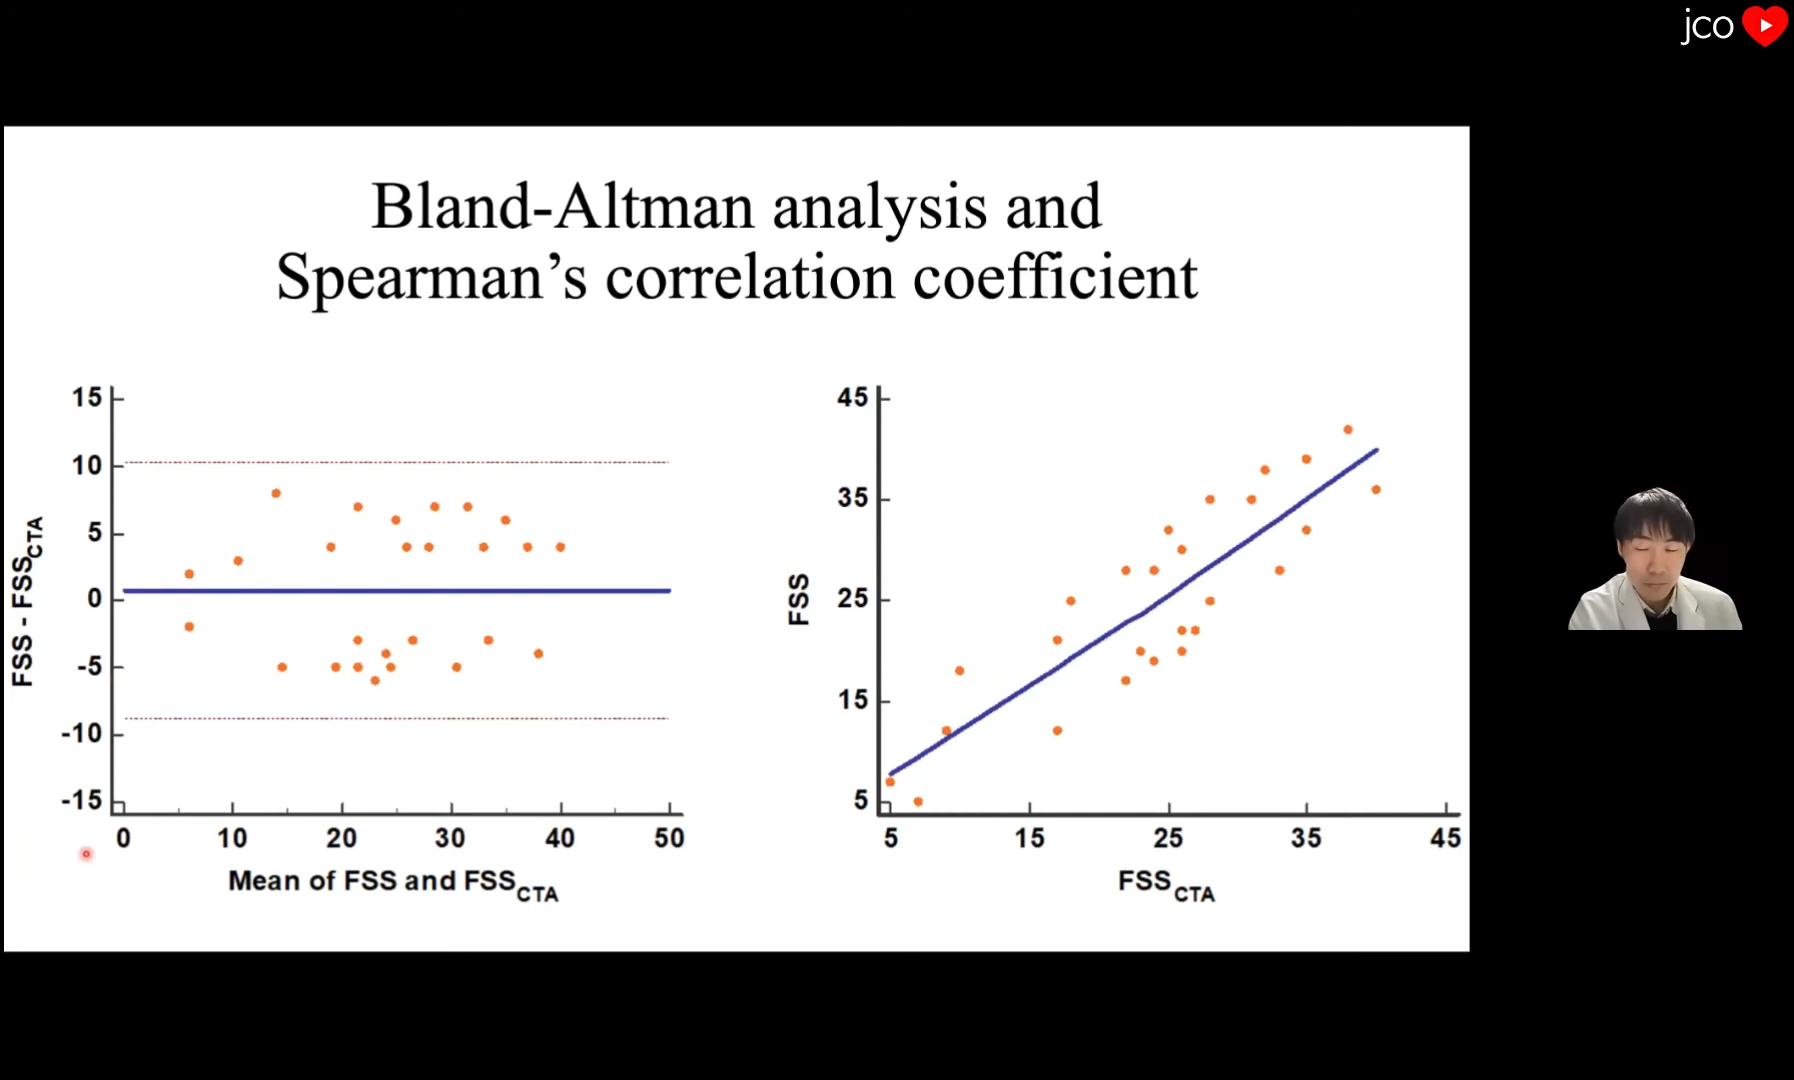 jco
Bland-Altman analysis and
Spearman’s correlation coefficient
15
10
5
0
-5
-10
-15
FSS - FSSCTA
0 10 20 30 40 50
Mean of FSS and FSSCTA
45
35
25
15
5
FSS
5 15 25 35 45
FSSCTA